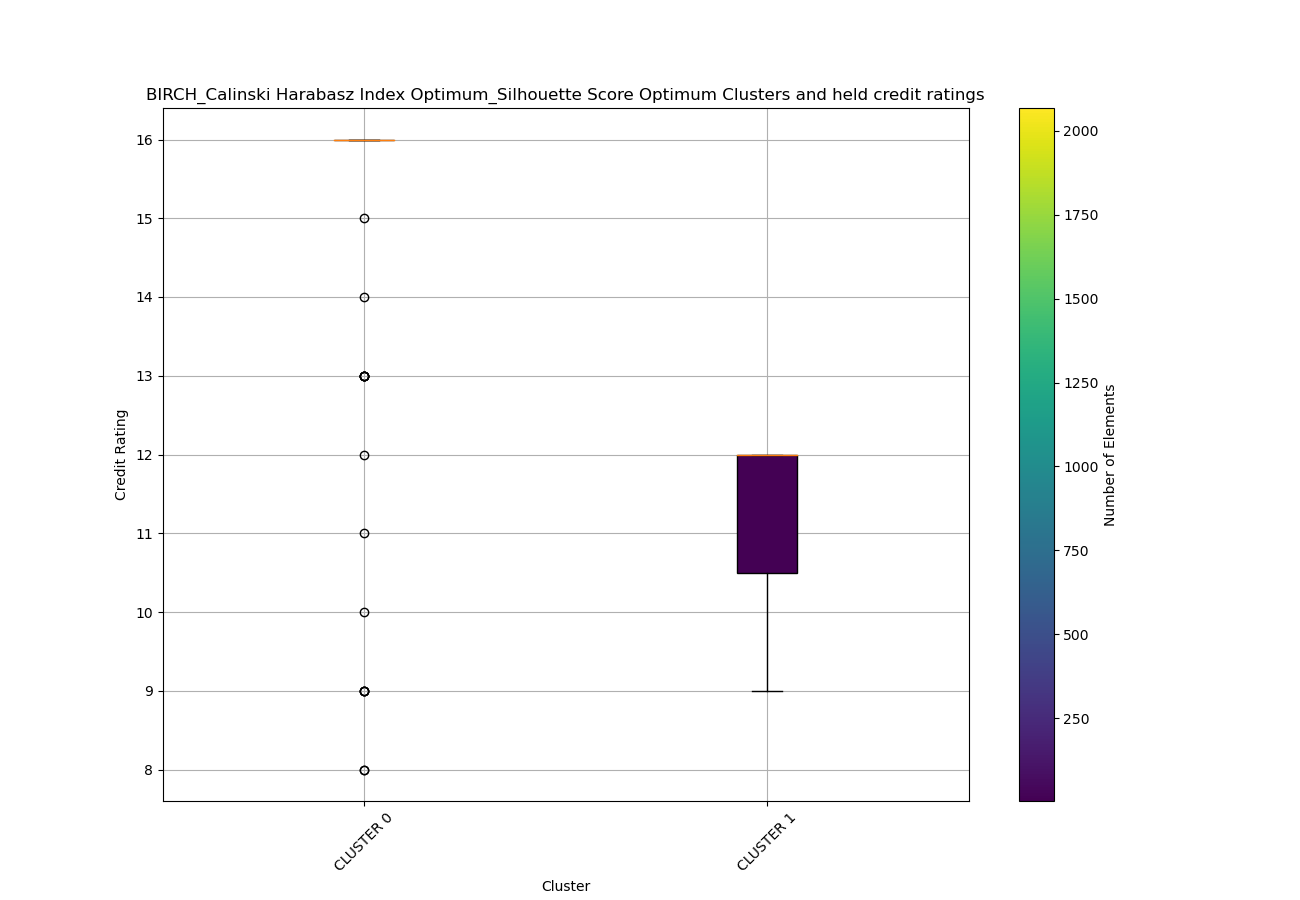 BIRCH_Calinski Harabasz Index Optimum_Silhouette Score Optimum Clusters and held credit ratings
16
15
14
13
12
11
10
9
8
Credit Rating
CLUSTER 0
CLUSTER 1
Cluster
2000
1750
1500
1250
1000
750
500
250
Number of Elements